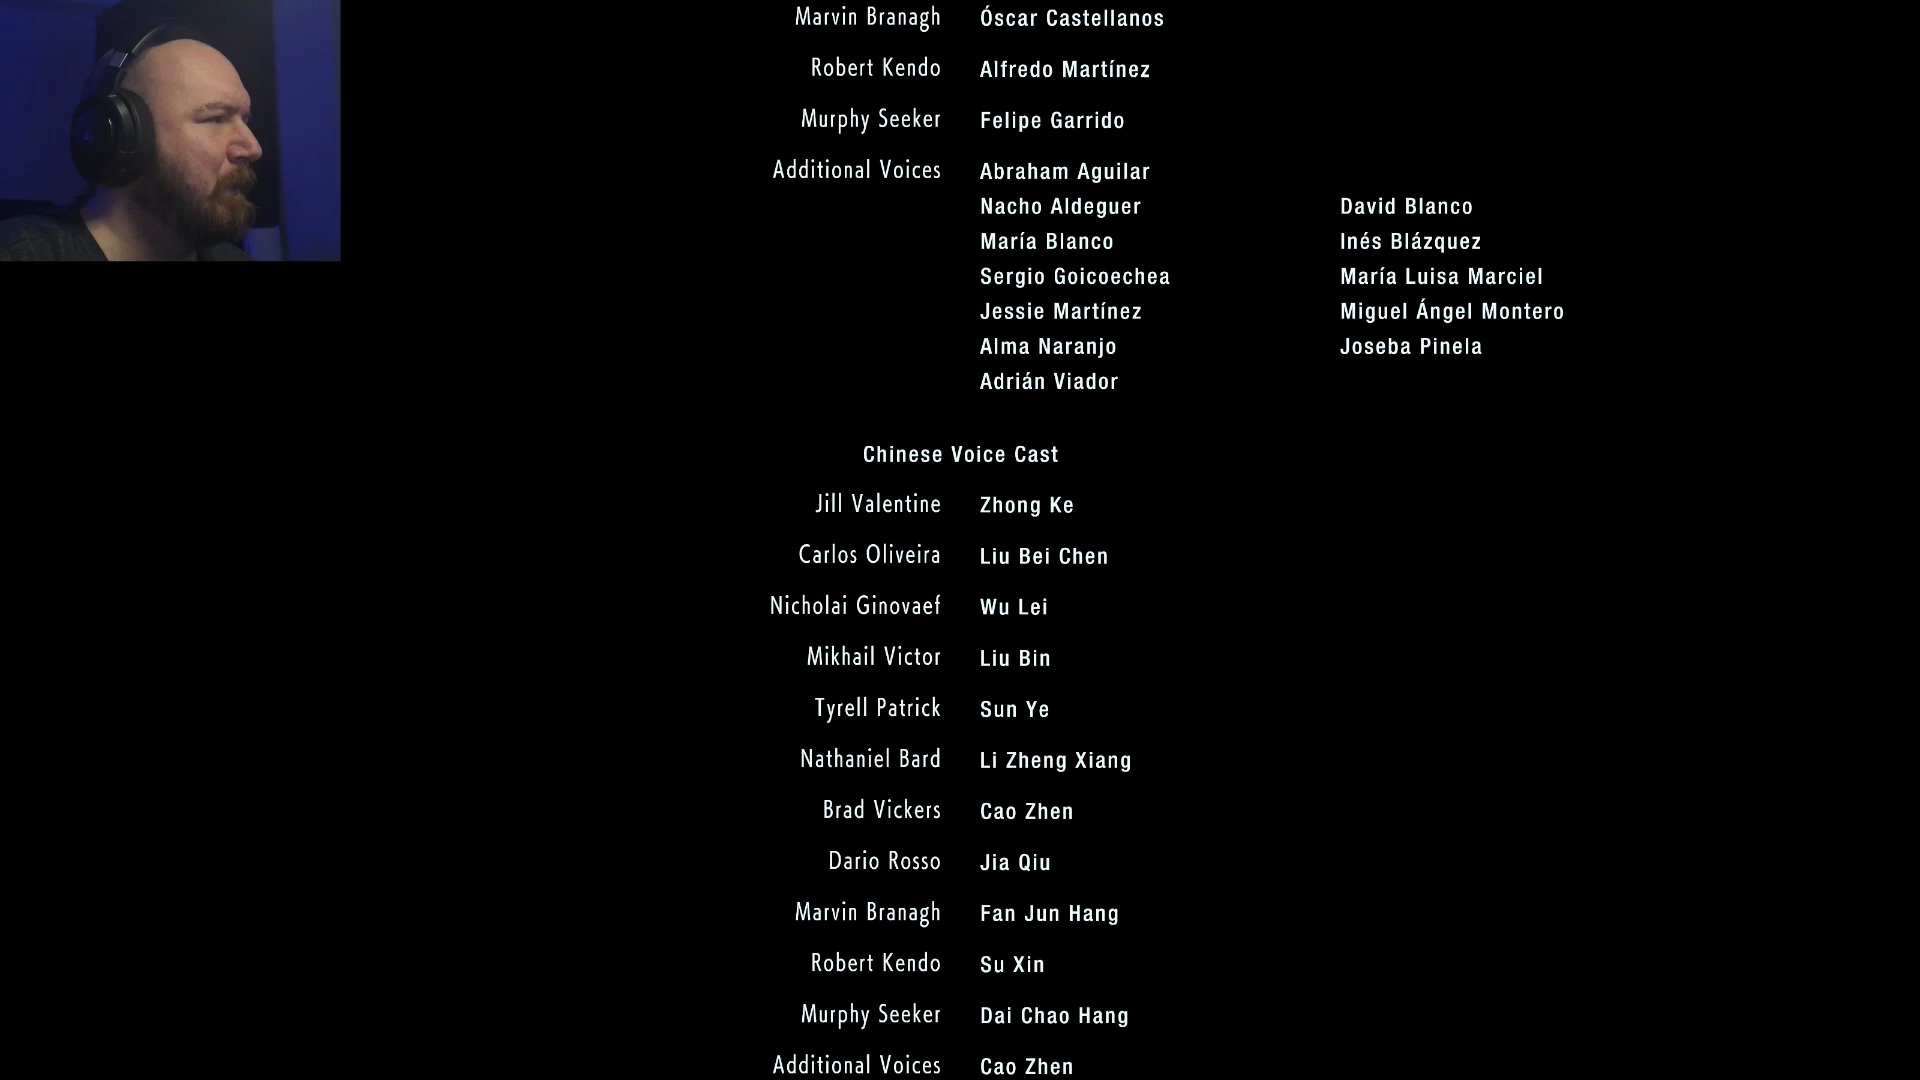 Marvin Branagh Óscar Castellanos
Robert Kendo Alfredo Martínez
Murphy Seeker Felipe Garrido
Additional Voices Abraham Aguilar
Nacho Aldeguer David Blanco
María Blanco Inés Blázquez
Sergio Goicoechea María Luisa Marciel
Jessie Martínez Miguel Ángel Montero
Alma Naranjo Joseba Pinela
Adrián Viador
Chinese Voice Cast
Jill Valentine Zhong Ke
Carlos Oliveira Liu Bei Chen
Nicholai Ginovaef Wu Lei
Mikhail Victor Liu Bin
Tyrell Patrick Sun Ye
Nathaniel Bard Li Zheng Xiang
Brad Vickers Cao Zhen
Dario Rosso Jia Qiu
Marvin Branagh Fan Jun Hang
Robert Kendo Su Xin
Murphy Seeker Dai Chao Hang
Additional Voices Cao Zhen